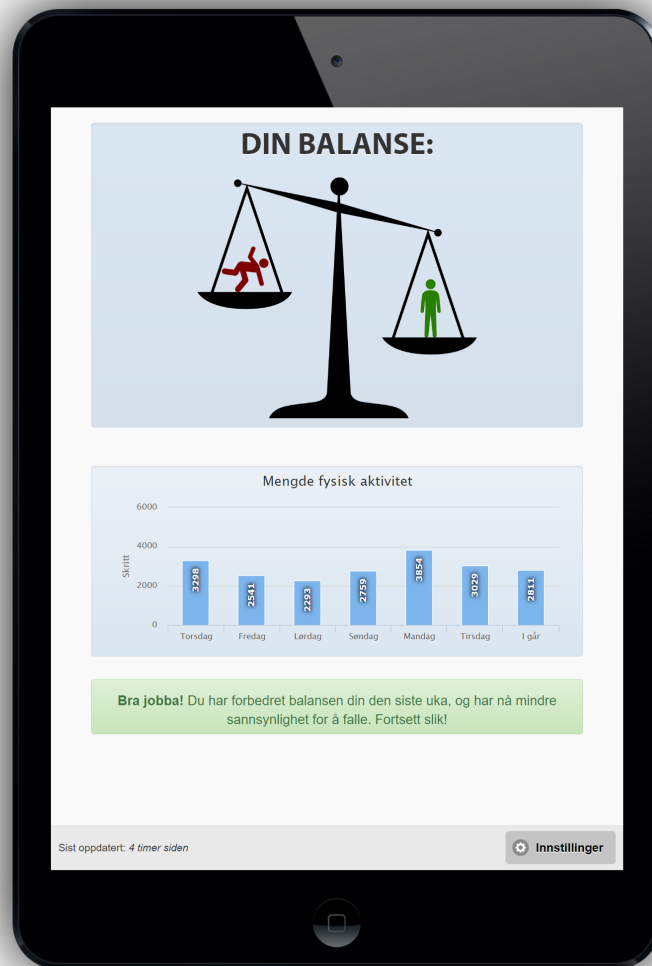 DIN BALANSE:
Mengde fysisk aktivitet
6000
4000
2000
0
Skritt
3298
2541
2293
2759
3854
3029
2811
Torsdag Fredag Lørdag Søndag Mandag Tirsdag I går
Bra jobba! Du har forbedret balansen din den siste uka, og har nå mindre
sannsynlighet for å falle. Fortsett slik!
Sist oppdatert: 4 timer siden
Innstillinger